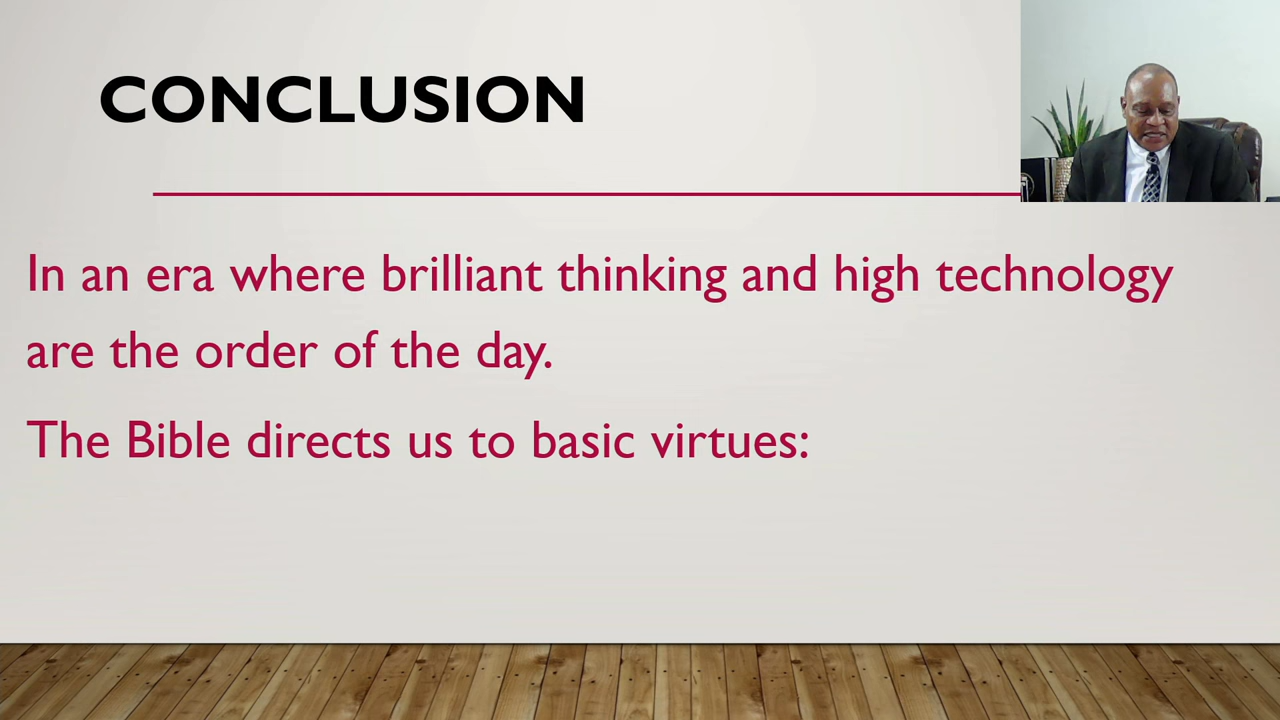 CONCLUSION
In an era where brilliant thinking and high technology
are the order of the day.
The Bible directs us to basic virtues: